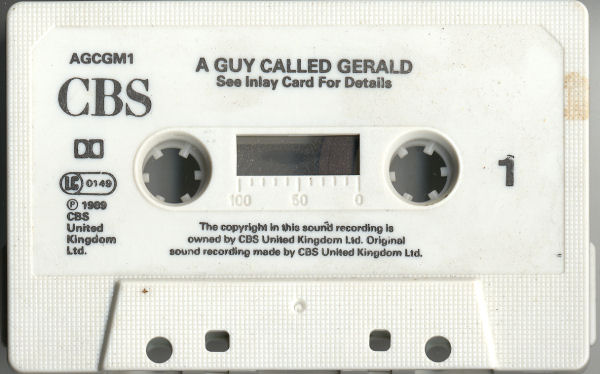 AGCGM1
CBS
A GUY CALLED GERALD
See Inlay Card For Details
LC 0149
℗ 1989
CBS
United
Kingdom
Ltd.
100 50 0
1
The copyright in this sound recording is
owned by CBS United Kingdom Ltd. Original
sound recording made by CBS United Kingdom Ltd.